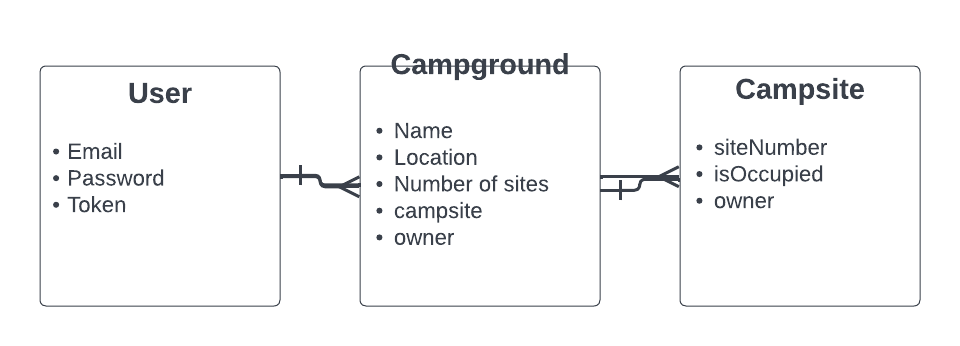 User
• Email
• Password
• Token
Campground
• Name
• Location
• Number of sites
• campsite
• owner
Campsite
• siteNumber
• isOccupied
• owner